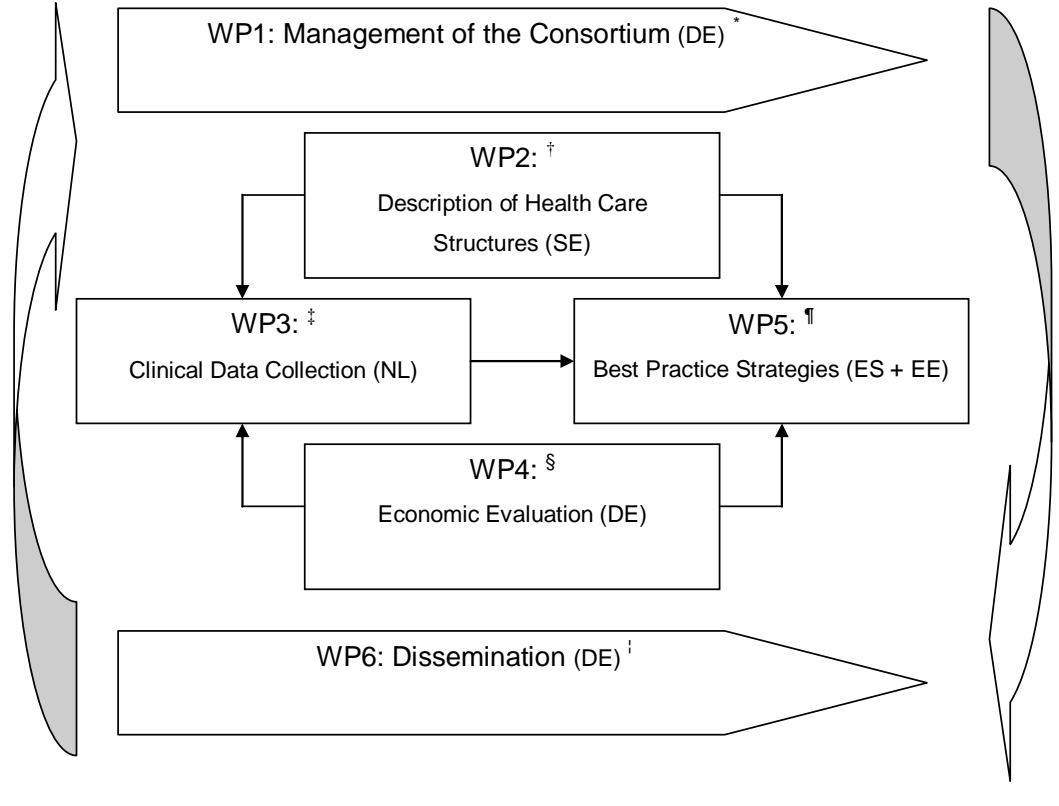 WP1: Management of the Consortium (DE) *
WP2: †
Description of Health Care
Structures (SE)
WP3: ‡
Clinical Data Collection (NL)
WP5: ¶
Best Practice Strategies (ES + EE)
WP4: §
Economic Evaluation (DE)
WP6: Dissemination (DE) ¦